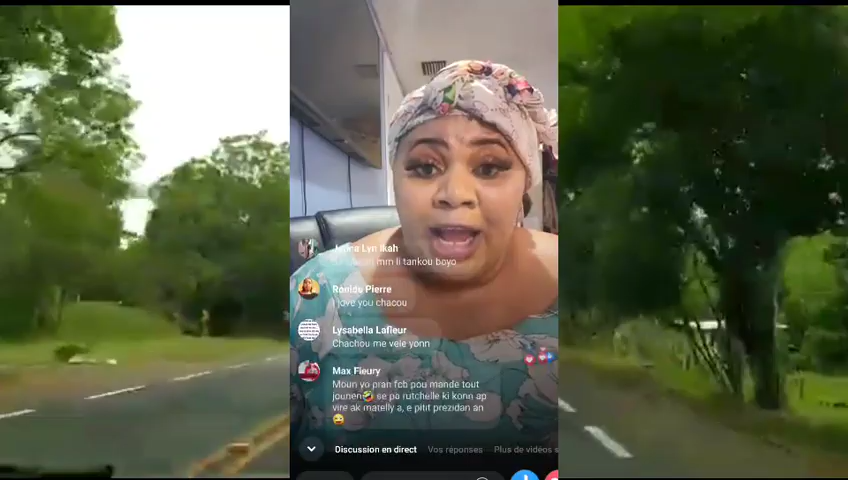 Lyn Ikah
mm li tankou boyo
Ronide Pierre
I love you chacou
Lysabella Lafleur
Chachou me vele yonn
Max Fleury
Moun yo pran fcb pou mande tout
jounen🤣 se pa rutchelle ki konn ap
vire ak matelly a, e pitit prezidan an
😂
Discussion en direct Vos réponses Plus de vidéos s